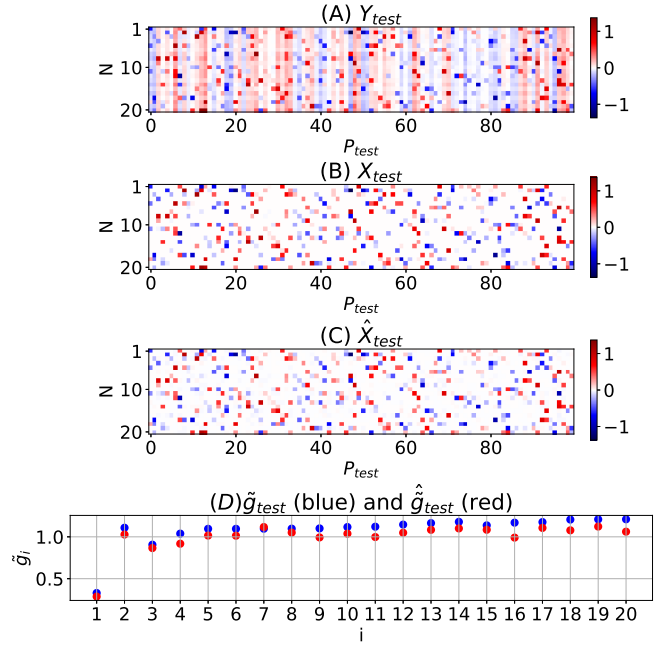 (A) Y_test
1
10
20
N
0 20 40 60 80
P_test
1
0
−1
(B) X_test
1
10
20
N
0 20 40 60 80
P_test
1
0
−1
(C) X̂_test
1
10
20
N
0 20 40 60 80
P_test
1
0
−1
(D)g̃_test (blue) and g̃̂_test (red)
1.0
0.5
g̃_i
1 2 3 4 5 6 7 8 9 10 11 12 13 14 15 16 17 18 19 20
i